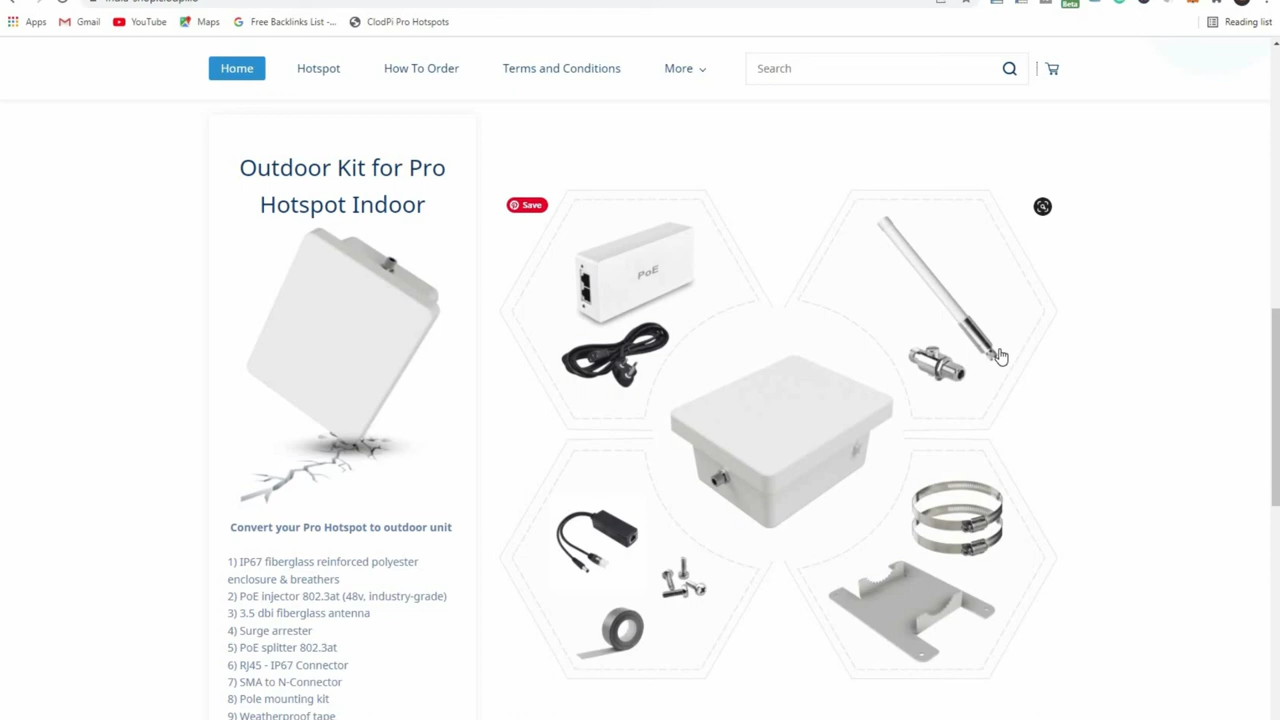 Apps Gmail YouTube Maps Free Backlinks List -... ClodPi Pro Hotspots Beta Reading list
Home Hotspot How To Order Terms and Conditions More Search
Outdoor Kit for Pro
Hotspot Indoor
Save
PoE
Convert your Pro Hotspot to outdoor unit
1) IP67 fiberglass reinforced polyester
enclosure & breathers
2) PoE injector 802.3at (48v, industry-grade)
3) 3.5 dbi fiberglass antenna
4) Surge arrester
5) PoE splitter 802.3at
6) RJ45 - IP67 Connector
7) SMA to N-Connector
8) Pole mounting kit
9) Weatherproof tape